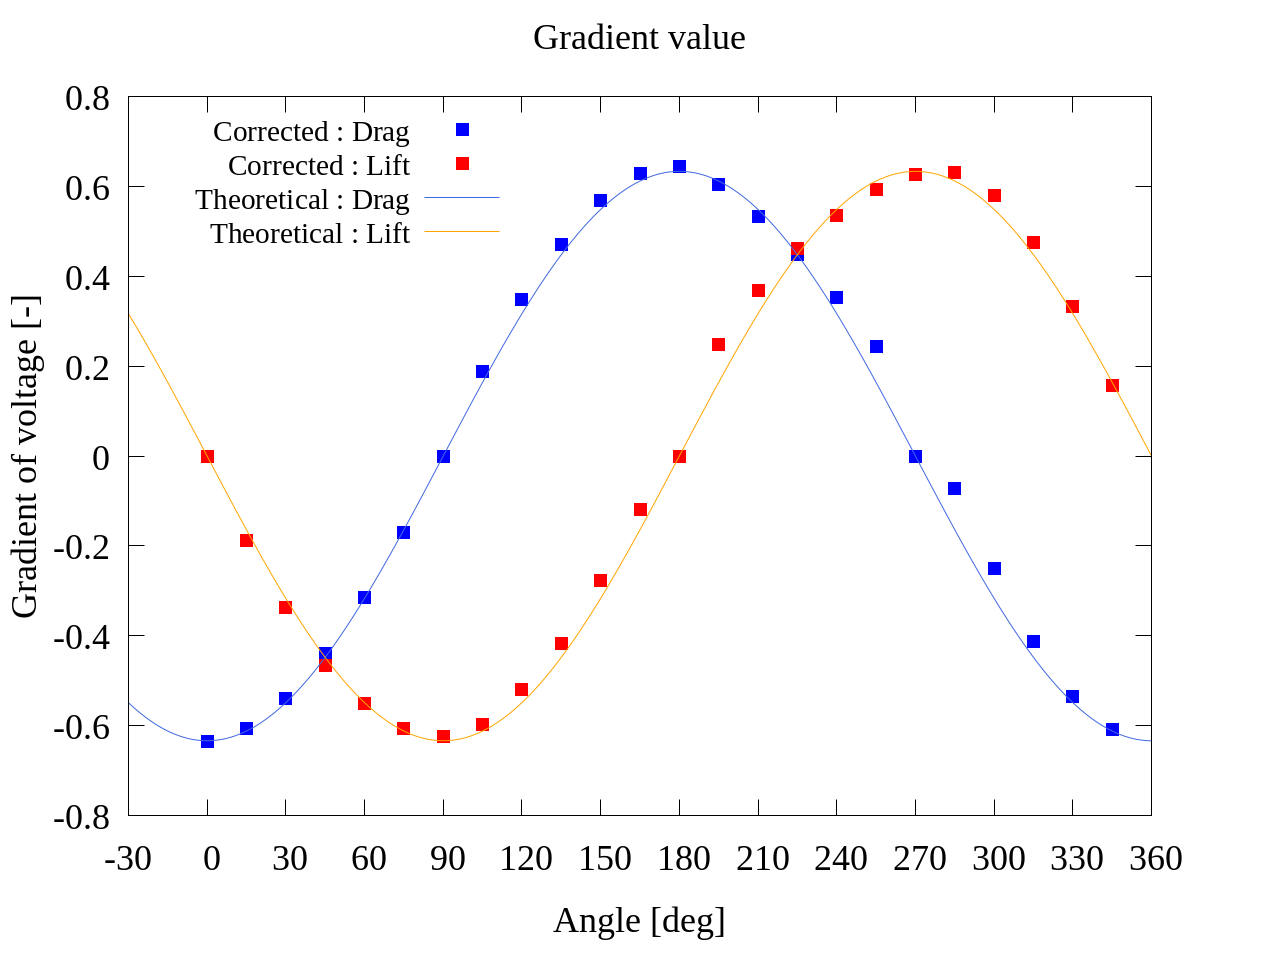 Gradient value
0.8
0.6
0.4
0.2
0
-0.2
-0.4
-0.6
-0.8
Gradient of voltage [-]
Corrected : Drag
Corrected : Lift
Theoretical : Drag
Theoretical : Lift
-30 0 30 60 90 120 150 180 210 240 270 300 330 360
Angle [deg]